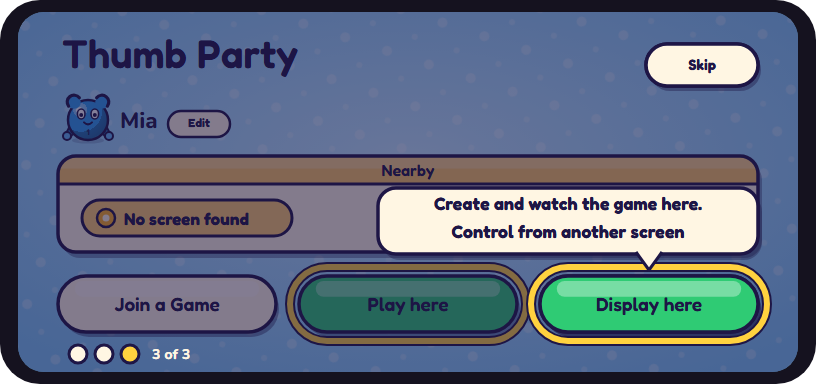 Thumb Party
Skip
Mia
Edit
Nearby
No screen found
Create and watch the game here.
Control from another screen
Join a Game
Play here
Display here
3 of 3